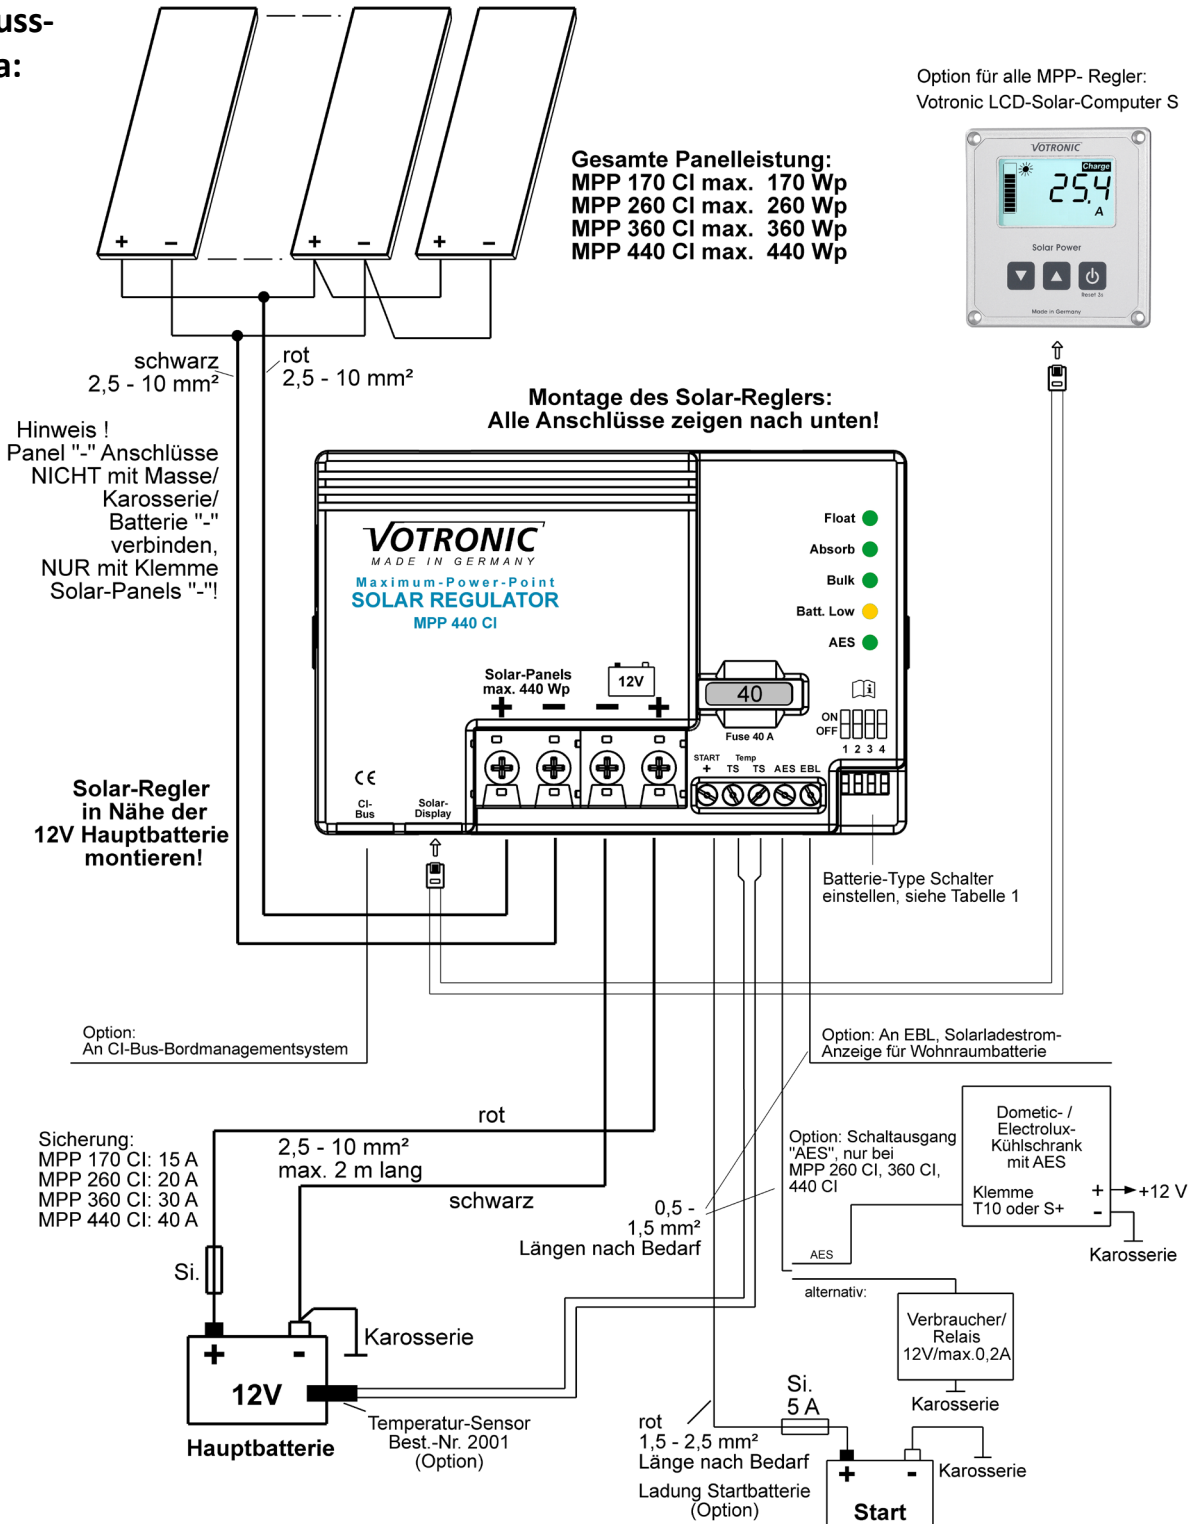 uss-
a:
Option für alle MPP- Regler:
Votronic LCD-Solar-Computer S
VOTRONIC
Charge
25,4
A
Solar Power
Reset 3s
Made in Germany
Gesamte Panelleistung:
MPP 170 CI max. 170 Wp
MPP 260 CI max. 260 Wp
MPP 360 CI max. 360 Wp
MPP 440 CI max. 440 Wp
+ − + − + −
schwarz
2,5 - 10 mm²
rot
2,5 - 10 mm²
Hinweis !
Panel "-" Anschlüsse
NICHT mit Masse/
Karosserie/
Batterie "-"
verbinden,
NUR mit Klemme
Solar-Panels "-"!
Montage des Solar-Reglers:
Alle Anschlüsse zeigen nach unten!
VOTRONIC
MADE IN GERMANY
Maximum-Power-Point
SOLAR REGULATOR
MPP 440 CI
Float
Absorb
Bulk
Batt. Low
AES
Solar-Panels
max. 440 Wp
12V
+ − − +
40
Fuse 40 A
i
ON
OFF
1 2 3 4
START
+
Temp
TS TS AES EBL
CE
CI-
Bus
Solar-
Display
Solar-Regler
in Nähe der
12V Hauptbatterie
montieren!
Batterie-Type Schalter
einstellen, siehe Tabelle 1
Option:
An CI-Bus-Bordmanagementsystem
Option: An EBL, Solarladestrom-
Anzeige für Wohnraumbatterie
rot
2,5 - 10 mm²
max. 2 m lang
schwarz
Sicherung:
MPP 170 CI: 15 A
MPP 260 CI: 20 A
MPP 360 CI: 30 A
MPP 440 CI: 40 A
Si.
0,5 -
1,5 mm²
Längen nach Bedarf
Option: Schaltausgang
"AES", nur bei
MPP 260 CI, 360 CI,
440 CI
Dometic- /
Electrolux-
Kühlschrank
mit AES
Klemme
T10 oder S+
+
-
+12 V
Karosserie
AES
alternativ:
Verbraucher/
Relais
12V/max.0,2A
Karosserie
Karosserie
+ -
12V
Hauptbatterie
Temperatur-Sensor
Best.-Nr. 2001
(Option)
Si.
5 A
rot
1,5 - 2,5 mm²
Länge nach Bedarf
Ladung Startbatterie
(Option)
+ -
Karosserie
Start